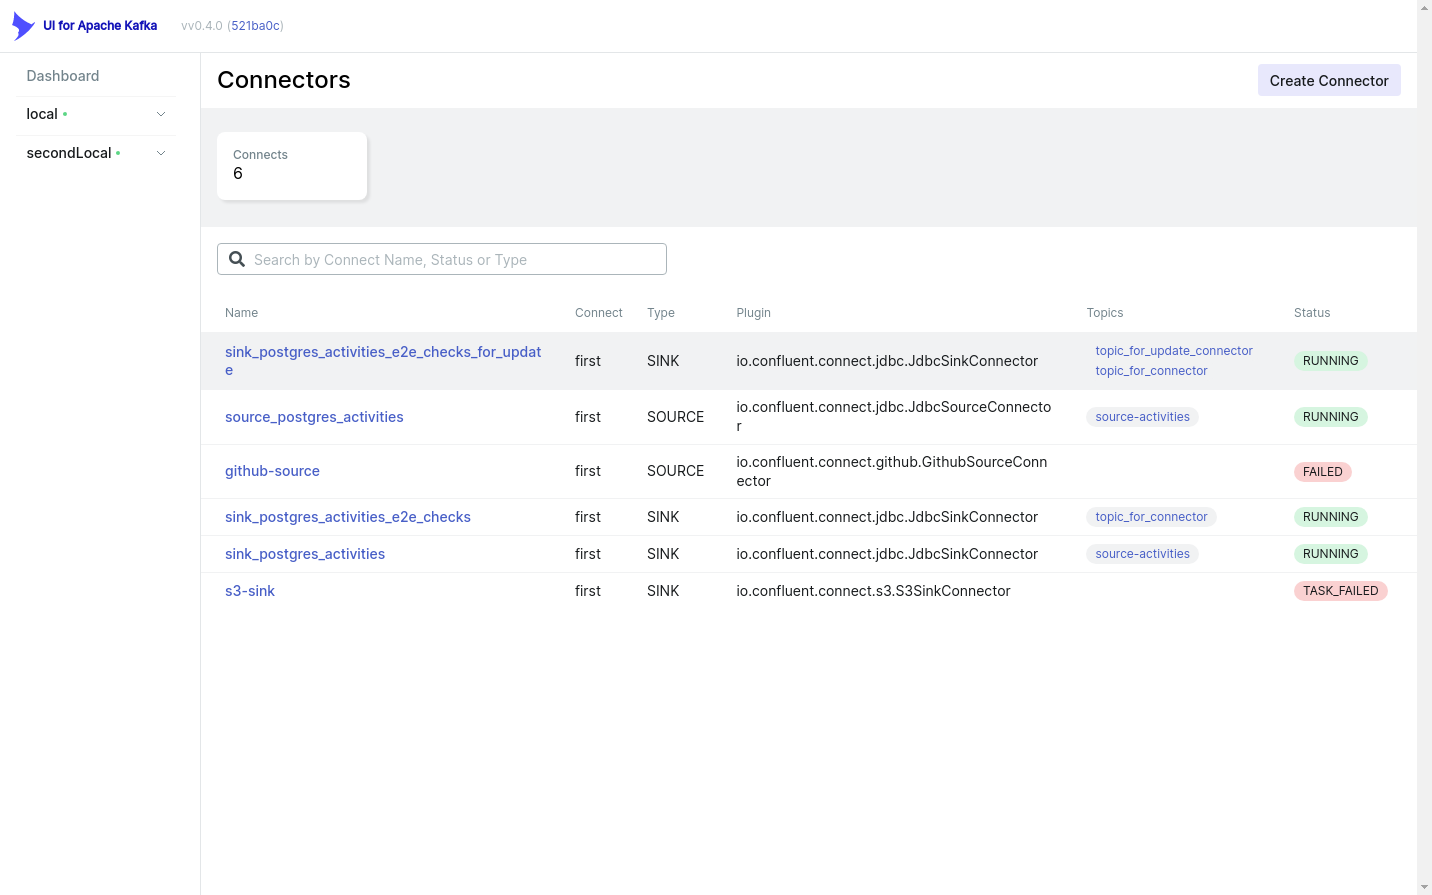 UI for Apache Kafka vv0.4.0 (521ba0c)
Dashboard
local
secondLocal
Connectors
Create Connector
Connects
6
Search by Connect Name, Status or Type
Name Connect Type Plugin Topics Status
sink_postgres_activities_e2e_checks_for_updat
e
first SINK io.confluent.connect.jdbc.JdbcSinkConnector
topic_for_update_connector
topic_for_connector
RUNNING
source_postgres_activities first SOURCE
io.confluent.connect.jdbc.JdbcSourceConnecto
r
source-activities RUNNING
github-source first SOURCE
io.confluent.connect.github.GithubSourceConn
ector
FAILED
sink_postgres_activities_e2e_checks first SINK io.confluent.connect.jdbc.JdbcSinkConnector topic_for_connector RUNNING
sink_postgres_activities first SINK io.confluent.connect.jdbc.JdbcSinkConnector source-activities RUNNING
s3-sink first SINK io.confluent.connect.s3.S3SinkConnector TASK_FAILED